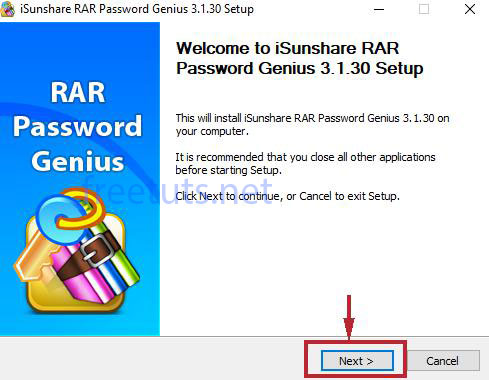 iSunshare RAR Password Genius 3.1.30 Setup
RAR
Password
Genius
Welcome to iSunshare RAR
Password Genius 3.1.30 Setup
This will install iSunshare RAR Password Genius 3.1.30 on
your computer.
It is recommended that you close all other applications
before starting Setup.
Click Next to continue, or Cancel to exit Setup.
freetuts.net
Next >
Cancel